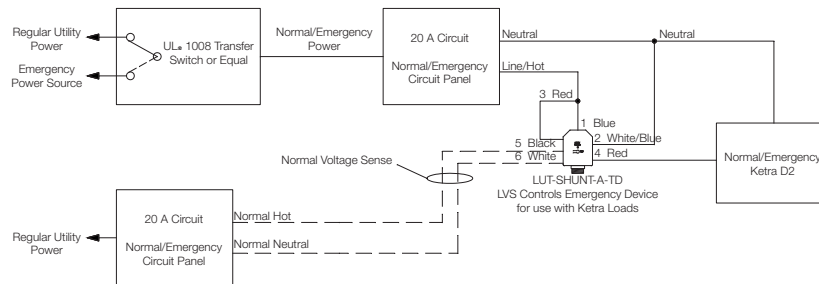 Regular Utility
Power
Emergency
Power Source
UL® 1008 Transfer
Switch or Equal
Normal/Emergency
Power
20 A Circuit
Normal/Emergency
Circuit Panel
Neutral
Neutral
Line/Hot
3 Red
1 Blue
2 White/Blue
4 Red
5 Black
6 White
Normal/Emergency
Ketra D2
LUT-SHUNT-A-TD
LVS Controls Emergency Device
for use with Ketra Loads
Normal Voltage Sense
Regular Utility
Power
20 A Circuit
Normal/Emergency
Circuit Panel
Normal Hot
Normal Neutral